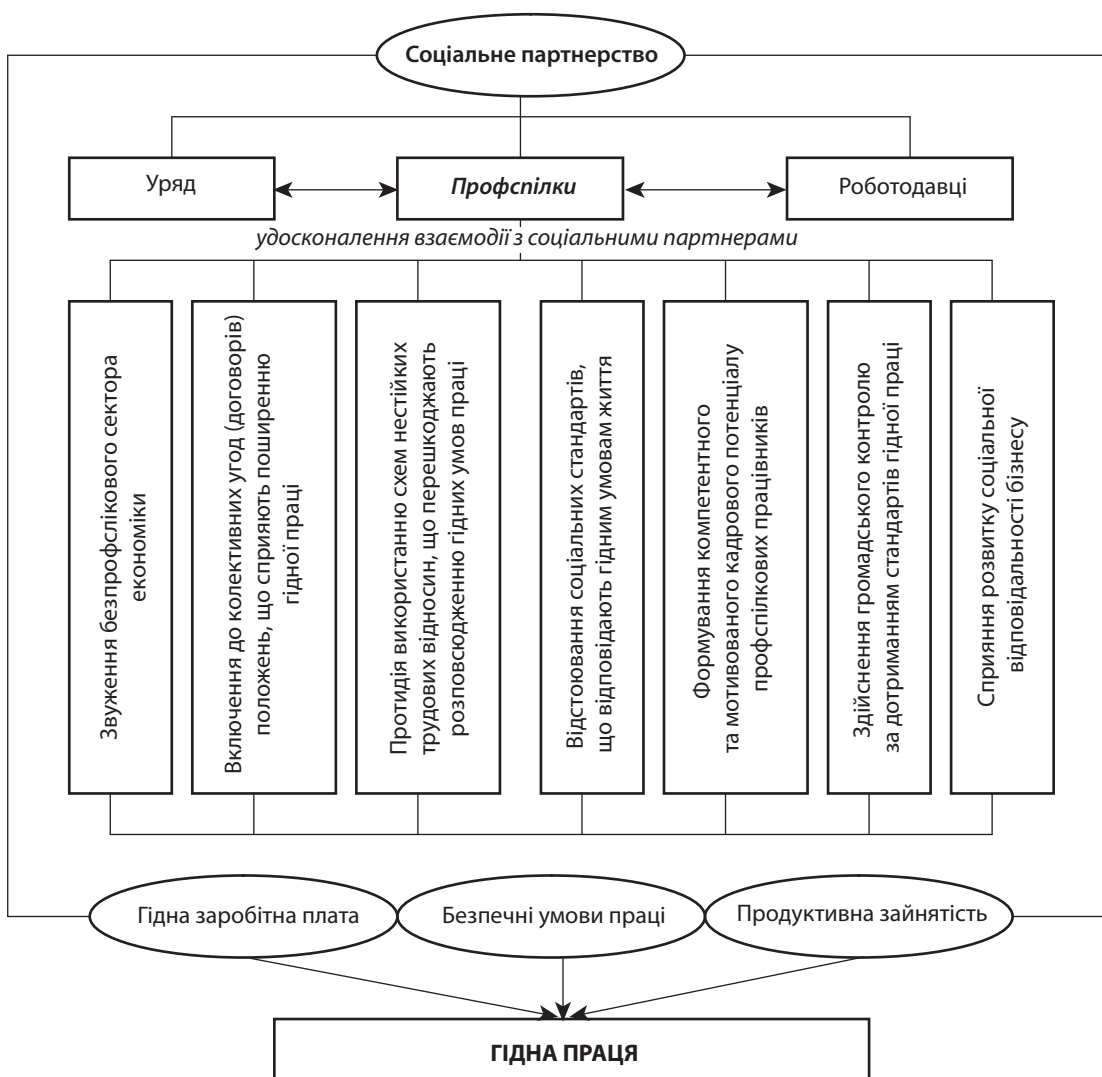 Соціальне партнерство
Уряд
Профспілки
Роботодавці
удосконалення взаємодії з соціальними партнерами
Звуження безпрофслікового сектора
економіки
Включення до колективних угод (договорів)
положень, що сприяють поширенню
гідної праці
Протидія використанню схем нестійких
трудових відносин, що перешкоджають
розповсюдженню гідних умов праці
Відстоювання соціальних стандартів,
що відповідають гідним умовам життя
Формування компетентного
та мотивованого кадрового потенціалу
профспілкових працівників
Здійснення громадського контролю
за дотриманням стандартів гідної праці
Сприяння розвитку соціальної
відповідальності бізнесу
Гідна заробітна плата
Безпечні умови праці
Продуктивна зайнятість
ГІДНА ПРАЦЯ